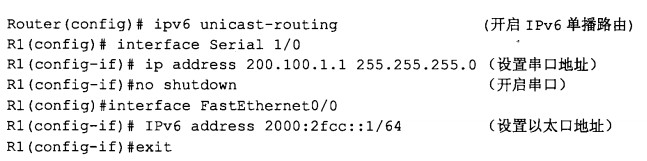 Router(config)# ipv6 unicast-routing (开启 IPv6 单播路由)
R1(config)# interface Serial 1/0
R1(config-if)# ip address 200.100.1.1 255.255.255.0 (设置串口地址)
R1(config-if)#no shutdown (开启串口)
R1(config)#interface FastEthernet0/0
R1(config-if)# IPv6 address 2000:2fcc::1/64 (设置以太口地址)
R1(config-if)#exit